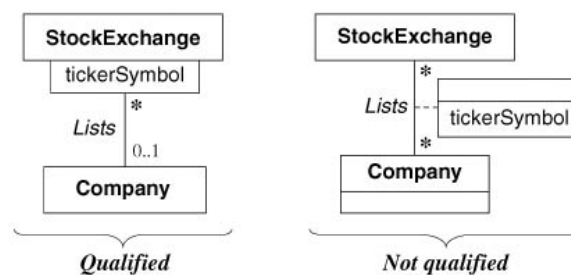 StockExchange
tickerSymbol
*
Lists
0..1
Company
Qualified
StockExchange
*
Lists
tickerSymbol
*
Company
Not qualified